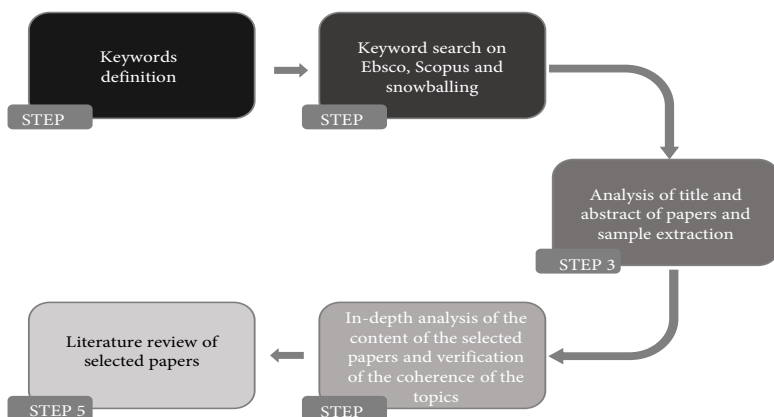 Keywords
definition
STEP
Keyword search on
Ebsco, Scopus and
snowballing
STEP
Analysis of title and
abstract of papers and
sample extraction
STEP 3
In-depth analysis of the
content of the selected
papers and verification
of the coherence of the
topics
STEP
Literature review of
selected papers
STEP 5